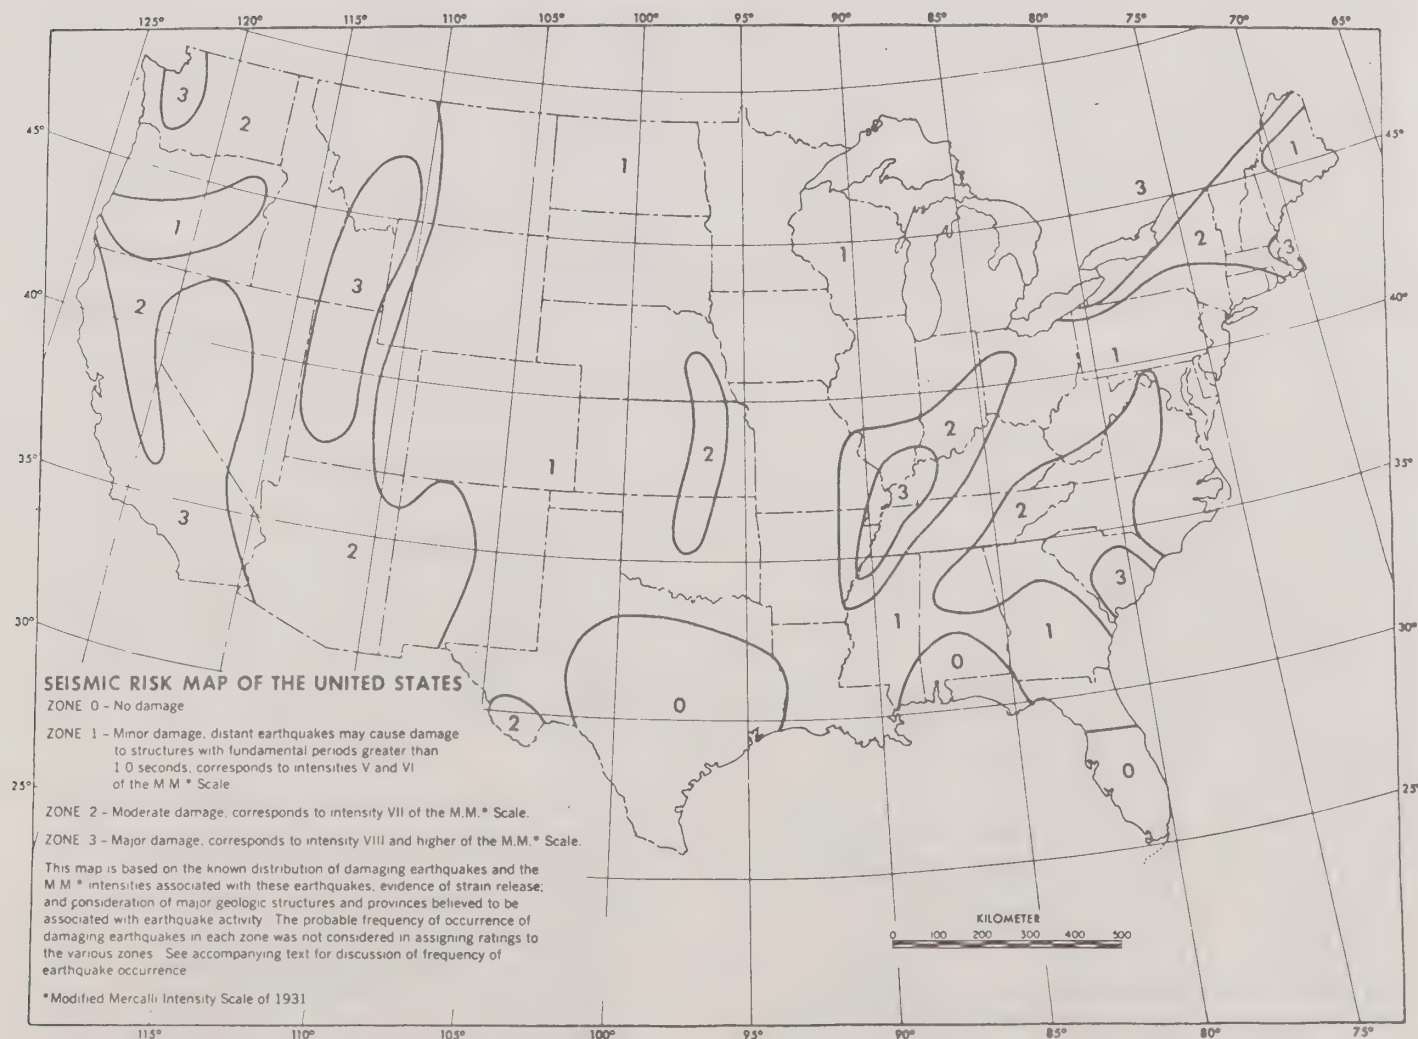 125° 120° 115° 110° 105° 100° 95° 90° 85° 80° 75° 70° 65°
3
2
1
45°
45°
1
1
3
2
3
1
3
2
40°
40°
1
2
1
2
2
3
2
35°
35°
3
2
3
1
1
0
0
2
0
30°
30°
25°
25°
SEISMIC RISK MAP OF THE UNITED STATES
ZONE 0 - No damage
ZONE 1 - Minor damage, distant earthquakes may cause damage
to structures with fundamental periods greater than
1 0 seconds, corresponds to intensities V and VI
of the M M * Scale
ZONE 2 - Moderate damage, corresponds to intensity VII of the M.M.* Scale.
ZONE 3 - Major damage, corresponds to intensity VIII and higher of the M.M.* Scale.
This map is based on the known distribution of damaging earthquakes and the
M M * intensities associated with these earthquakes, evidence of strain release;
and consideration of major geologic structures and provinces believed to be
associated with earthquake activity The probable frequency of occurrence of
damaging earthquakes in each zone was not considered in assigning ratings to
the various zones See accompanying text for discussion of frequency of
earthquake occurrence
*Modified Mercalli Intensity Scale of 1931
KILOMETER
0 100 200 300 400 500
115° 110° 105° 100° 95° 90° 85° 80° 75°